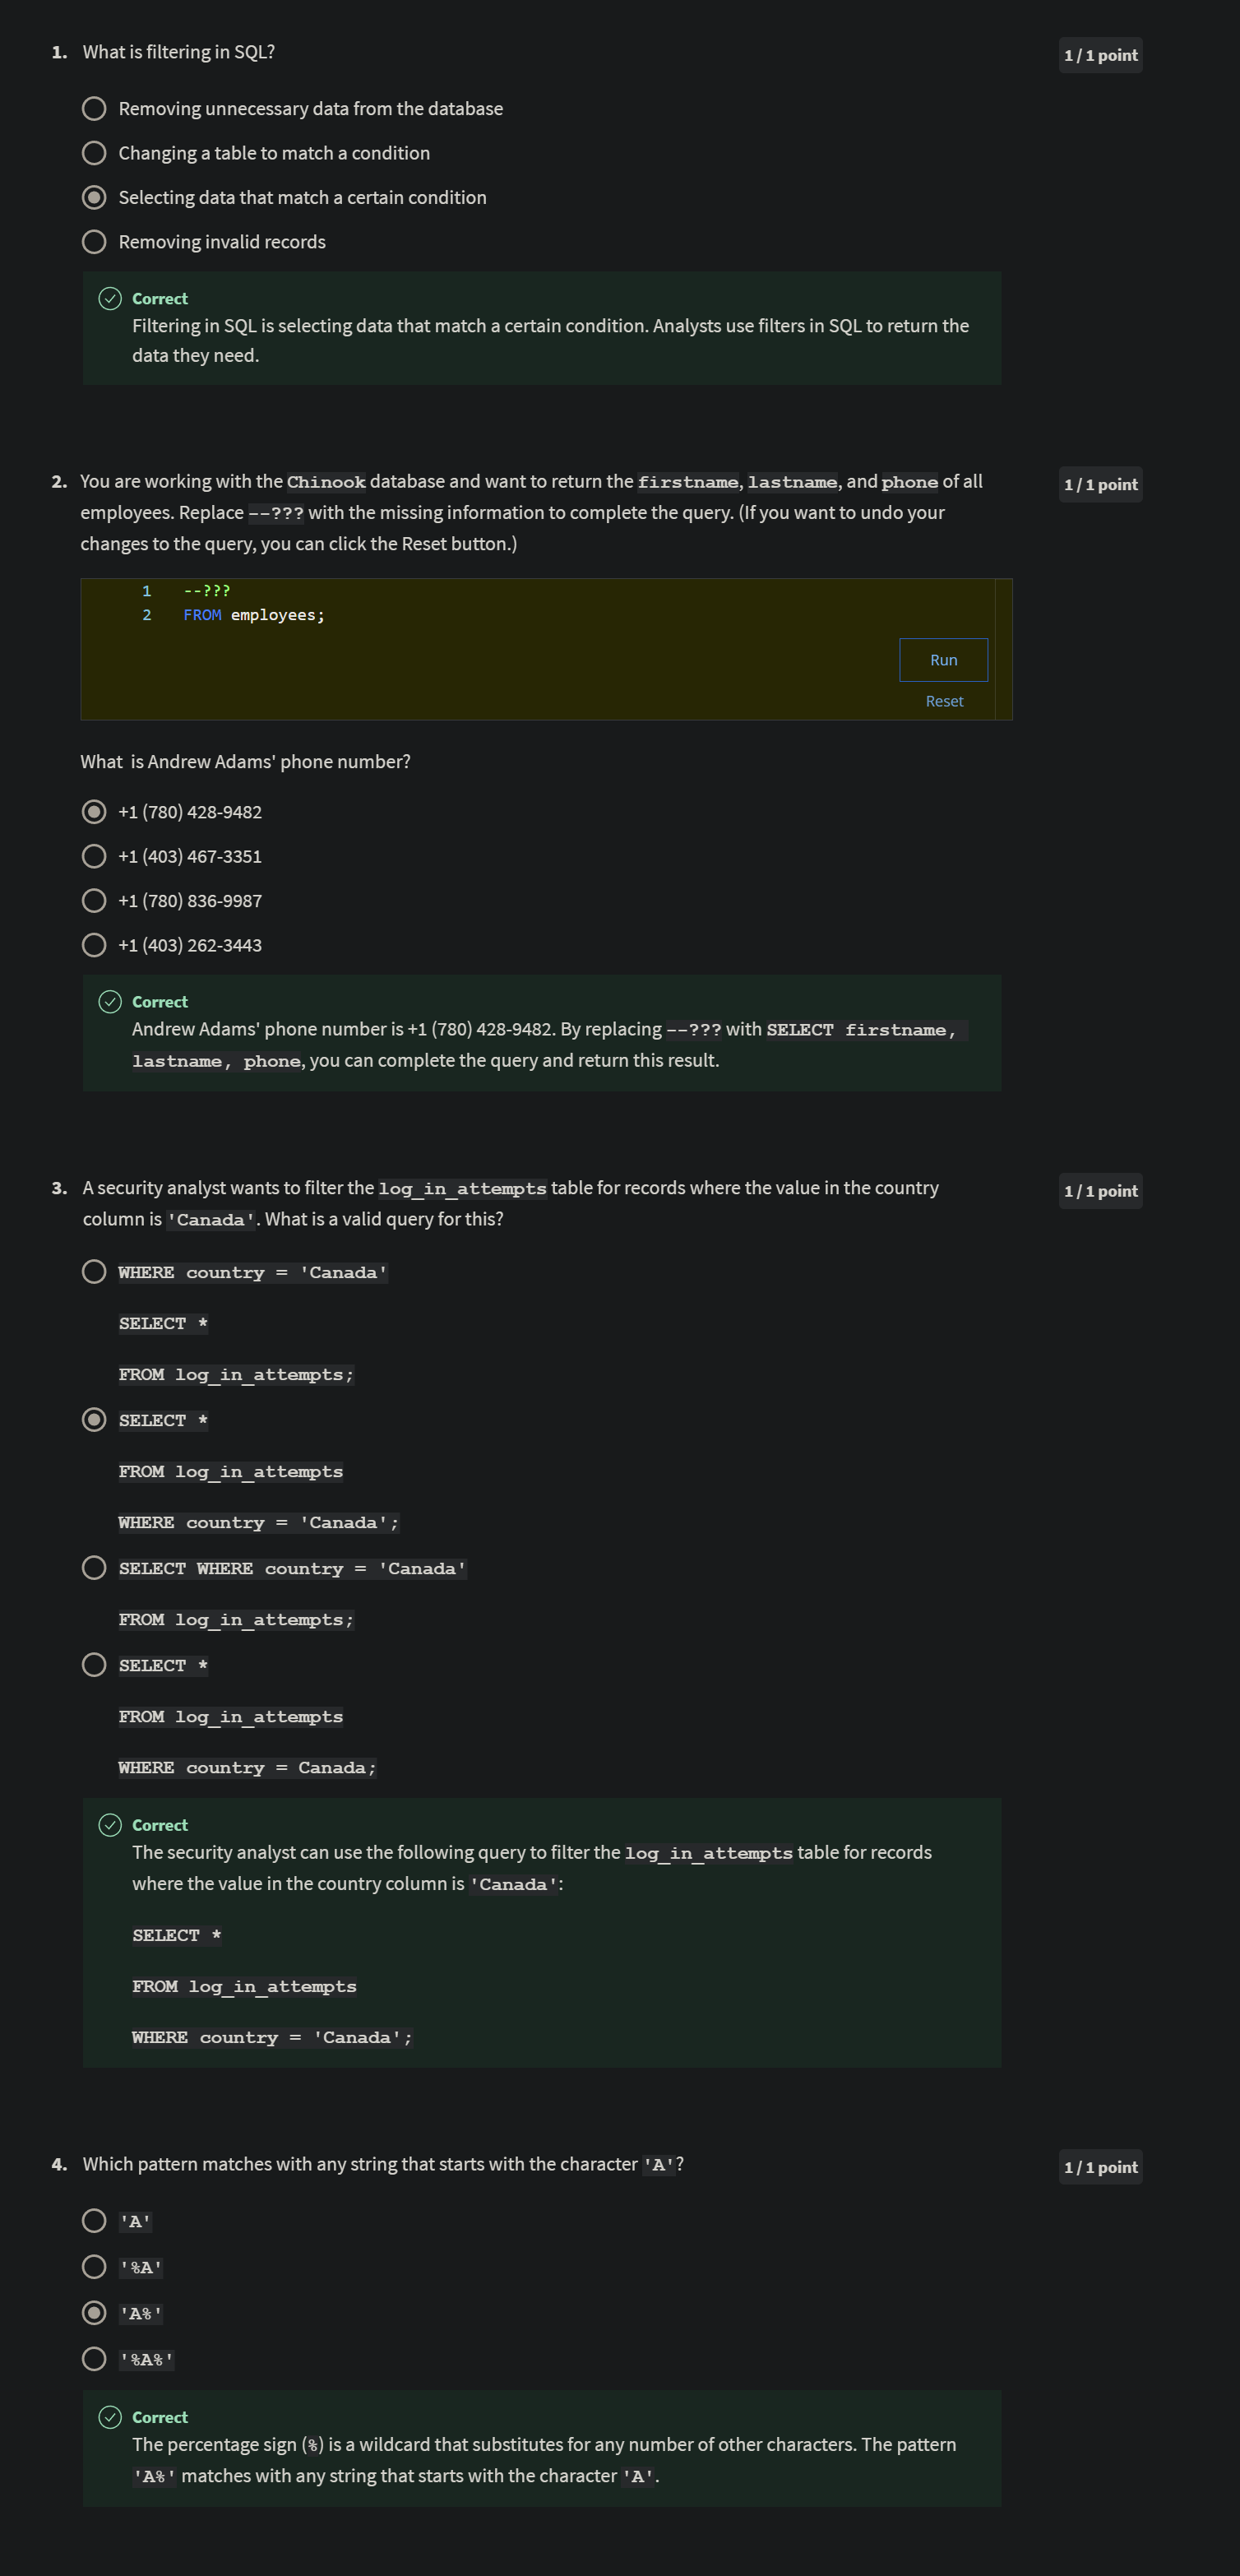 1. What is filtering in SQL?
1 / 1 point
Removing unnecessary data from the database
Changing a table to match a condition
Selecting data that match a certain condition
Removing invalid records
Correct
Filtering in SQL is selecting data that match a certain condition. Analysts use filters in SQL to return the
data they need.
2. You are working with the Chinook database and want to return the firstname, lastname, and phone of all
1 / 1 point
employees. Replace --??? with the missing information to complete the query. (If you want to undo your
changes to the query, you can click the Reset button.)
1 --???
2 FROM employees;
Run
Reset
What is Andrew Adams' phone number?
+1 (780) 428-9482
+1 (403) 467-3351
+1 (780) 836-9987
+1 (403) 262-3443
Correct
Andrew Adams' phone number is +1 (780) 428-9482. By replacing --??? with SELECT firstname,
lastname, phone, you can complete the query and return this result.
3. A security analyst wants to filter the log_in_attempts table for records where the value in the country
1 / 1 point
column is 'Canada'. What is a valid query for this?
WHERE country = 'Canada'
SELECT *
FROM log_in_attempts;
SELECT *
FROM log_in_attempts
WHERE country = 'Canada';
SELECT WHERE country = 'Canada'
FROM log_in_attempts;
SELECT *
FROM log_in_attempts
WHERE country = Canada;
Correct
The security analyst can use the following query to filter the log_in_attempts table for records
where the value in the country column is 'Canada':
SELECT *
FROM log_in_attempts
WHERE country = 'Canada';
4. Which pattern matches with any string that starts with the character 'A'?
1 / 1 point
'A'
'%A'
'A%'
'%A%'
Correct
The percentage sign (%) is a wildcard that substitutes for any number of other characters. The pattern
'A%' matches with any string that starts with the character 'A'.